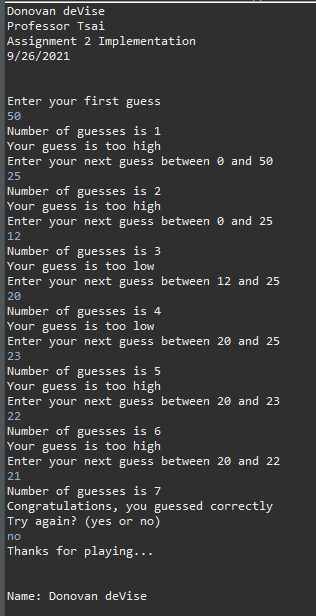 Donovan deVise
Professor Tsai
Assignment 2 Implementation
9/26/2021
Enter your first guess
50
Number of guesses is 1
Your guess is too high
Enter your next guess between 0 and 50
25
Number of guesses is 2
Your guess is too high
Enter your next guess between 0 and 25
12
Number of guesses is 3
Your guess is too low
Enter your next guess between 12 and 25
20
Number of guesses is 4
Your guess is too low
Enter your next guess between 20 and 25
23
Number of guesses is 5
Your guess is too high
Enter your next guess between 20 and 23
22
Number of guesses is 6
Your guess is too high
Enter your next guess between 20 and 22
21
Number of guesses is 7
Congratulations, you guessed correctly
Try again? (yes or no)
no
Thanks for playing...
Name: Donovan deVise